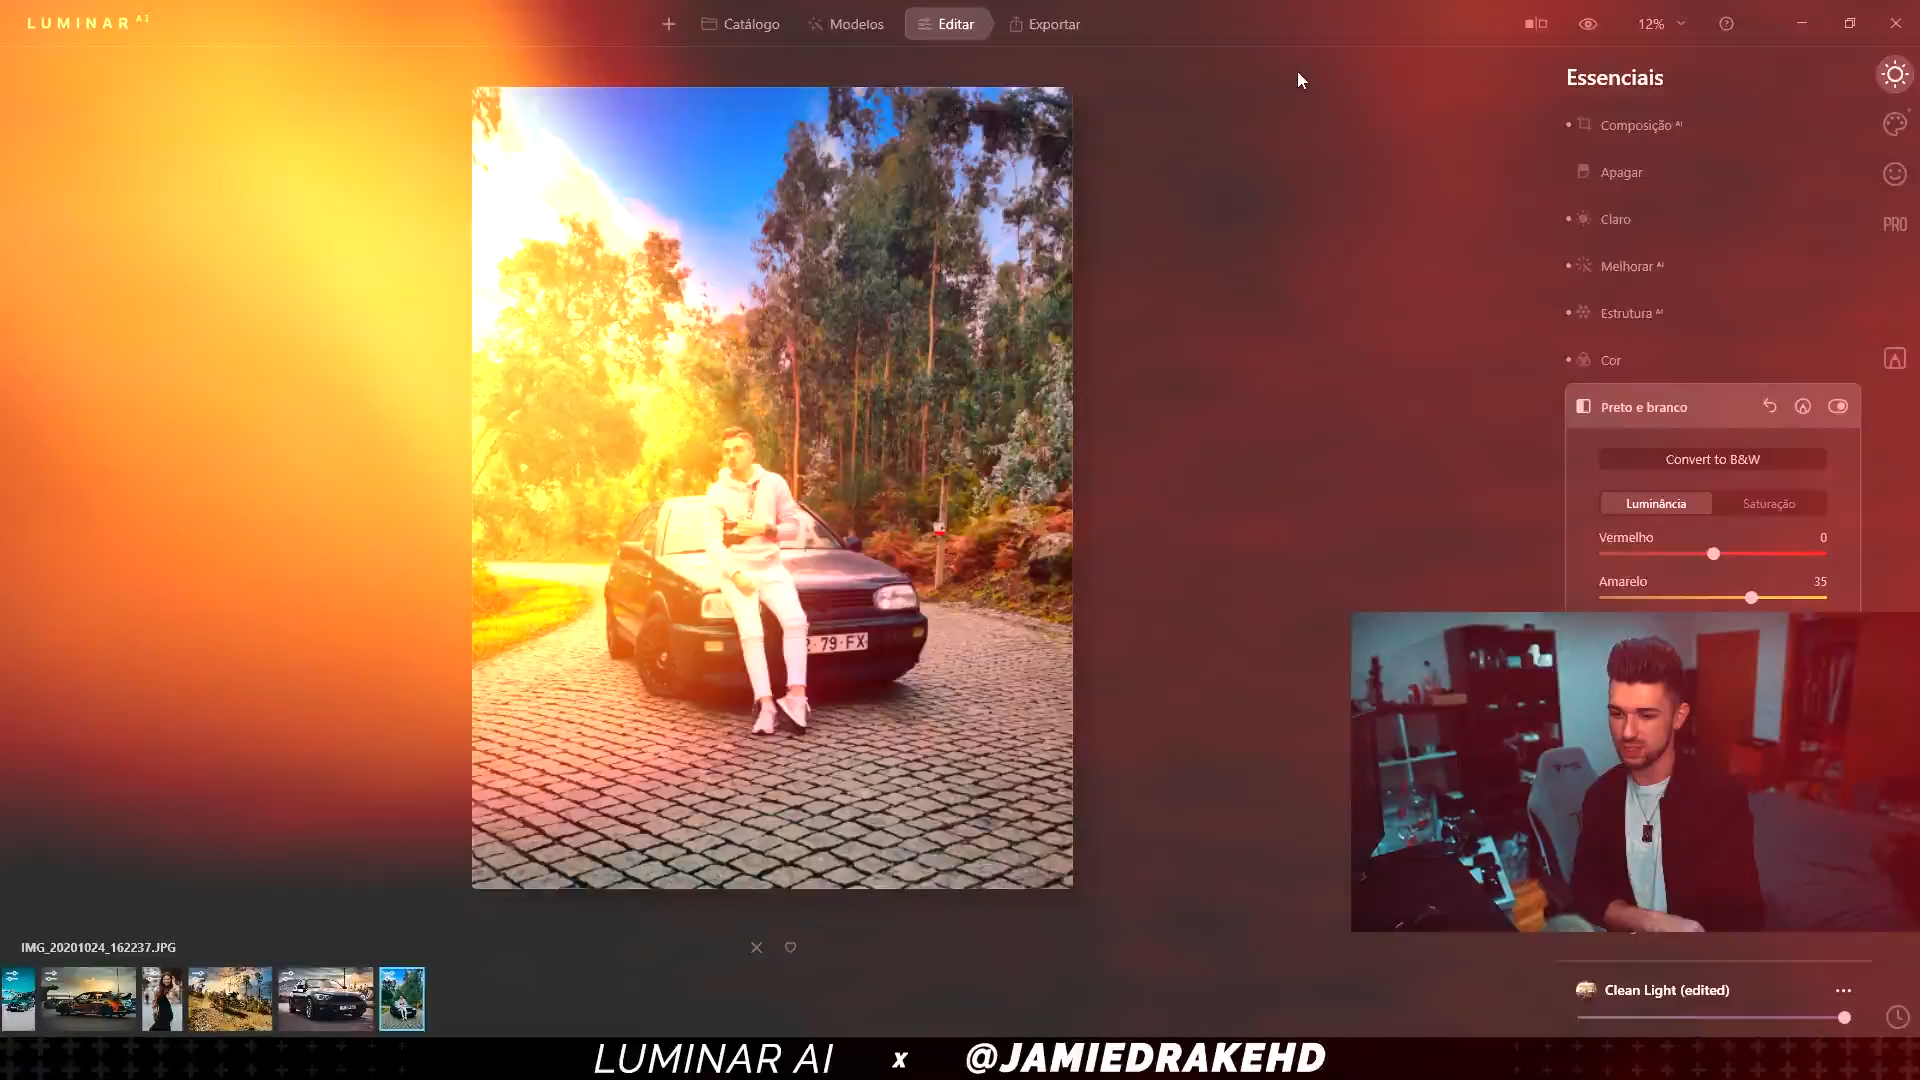 LUMINAR AI
Catálogo
Modelos
Editar
Exportar
12%
Essenciais
Composição AI
Apagar
Claro
Melhorar AI
Estrutura AI
Cor
PRO
Preto e branco
Convert to B&W
Luminância
Saturação
Vermelho 0
Amarelo 35
79 FX
IMG_20201024_162237.JPG
Clean Light (edited)
LUMINAR AI x @JAMIEDRAKEHD